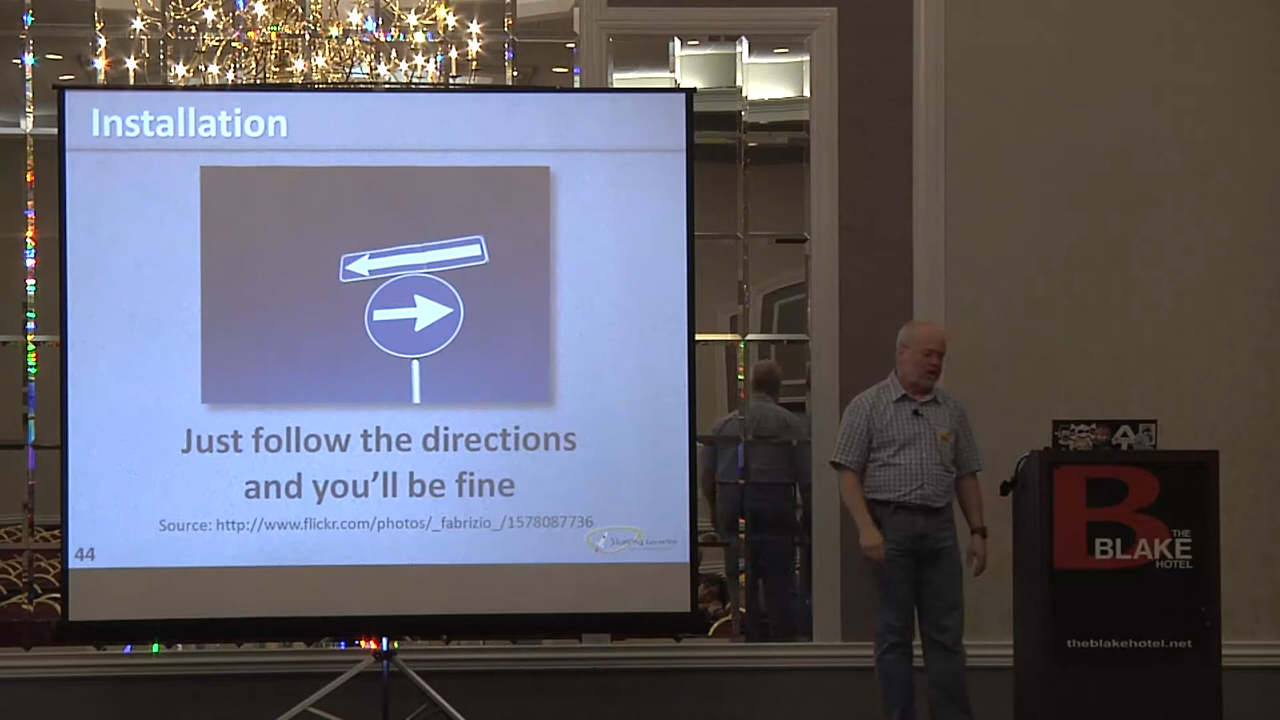 Installation
Just follow the directions
and you'll be fine
Source: http://www.flickr.com/photos/_fabrizio_/1578087736
44
B
THE
BLAKE
HOTEL
theblakehotel.net